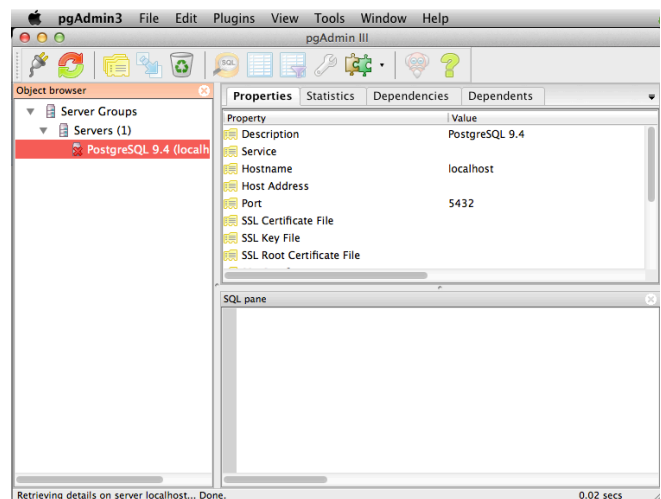 pgAdmin3 File Edit Plugins View Tools Window Help
pgAdmin III
SQL
Object browser
Server Groups
Servers (1)
PostgreSQL 9.4 (localh
Properties Statistics Dependencies Dependents
Property Value
Description PostgreSQL 9.4
Service
Hostname localhost
Host Address
Port 5432
SSL Certificate File
SSL Key File
SSL Root Certificate File
SQL pane
Retrieving details on server localhost... Done. 0.02 secs